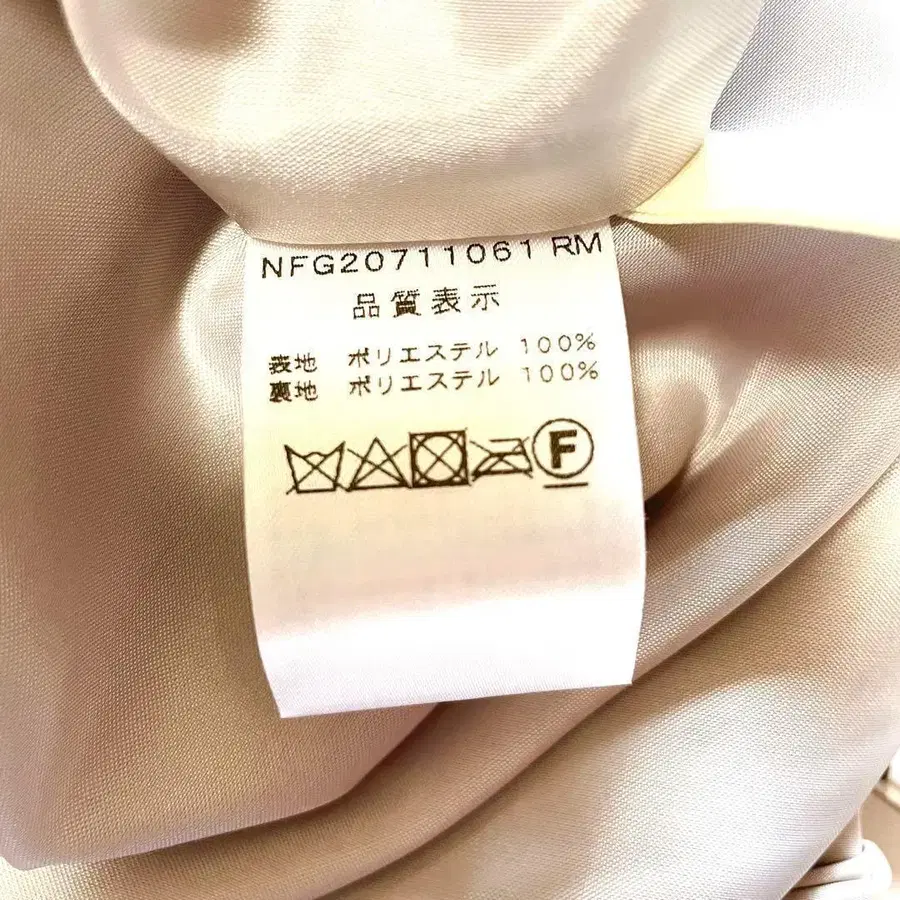 NFG20711061 RM
品質表示
表地 ポリエステル 100%
裏地 ポリエステル 100%
F